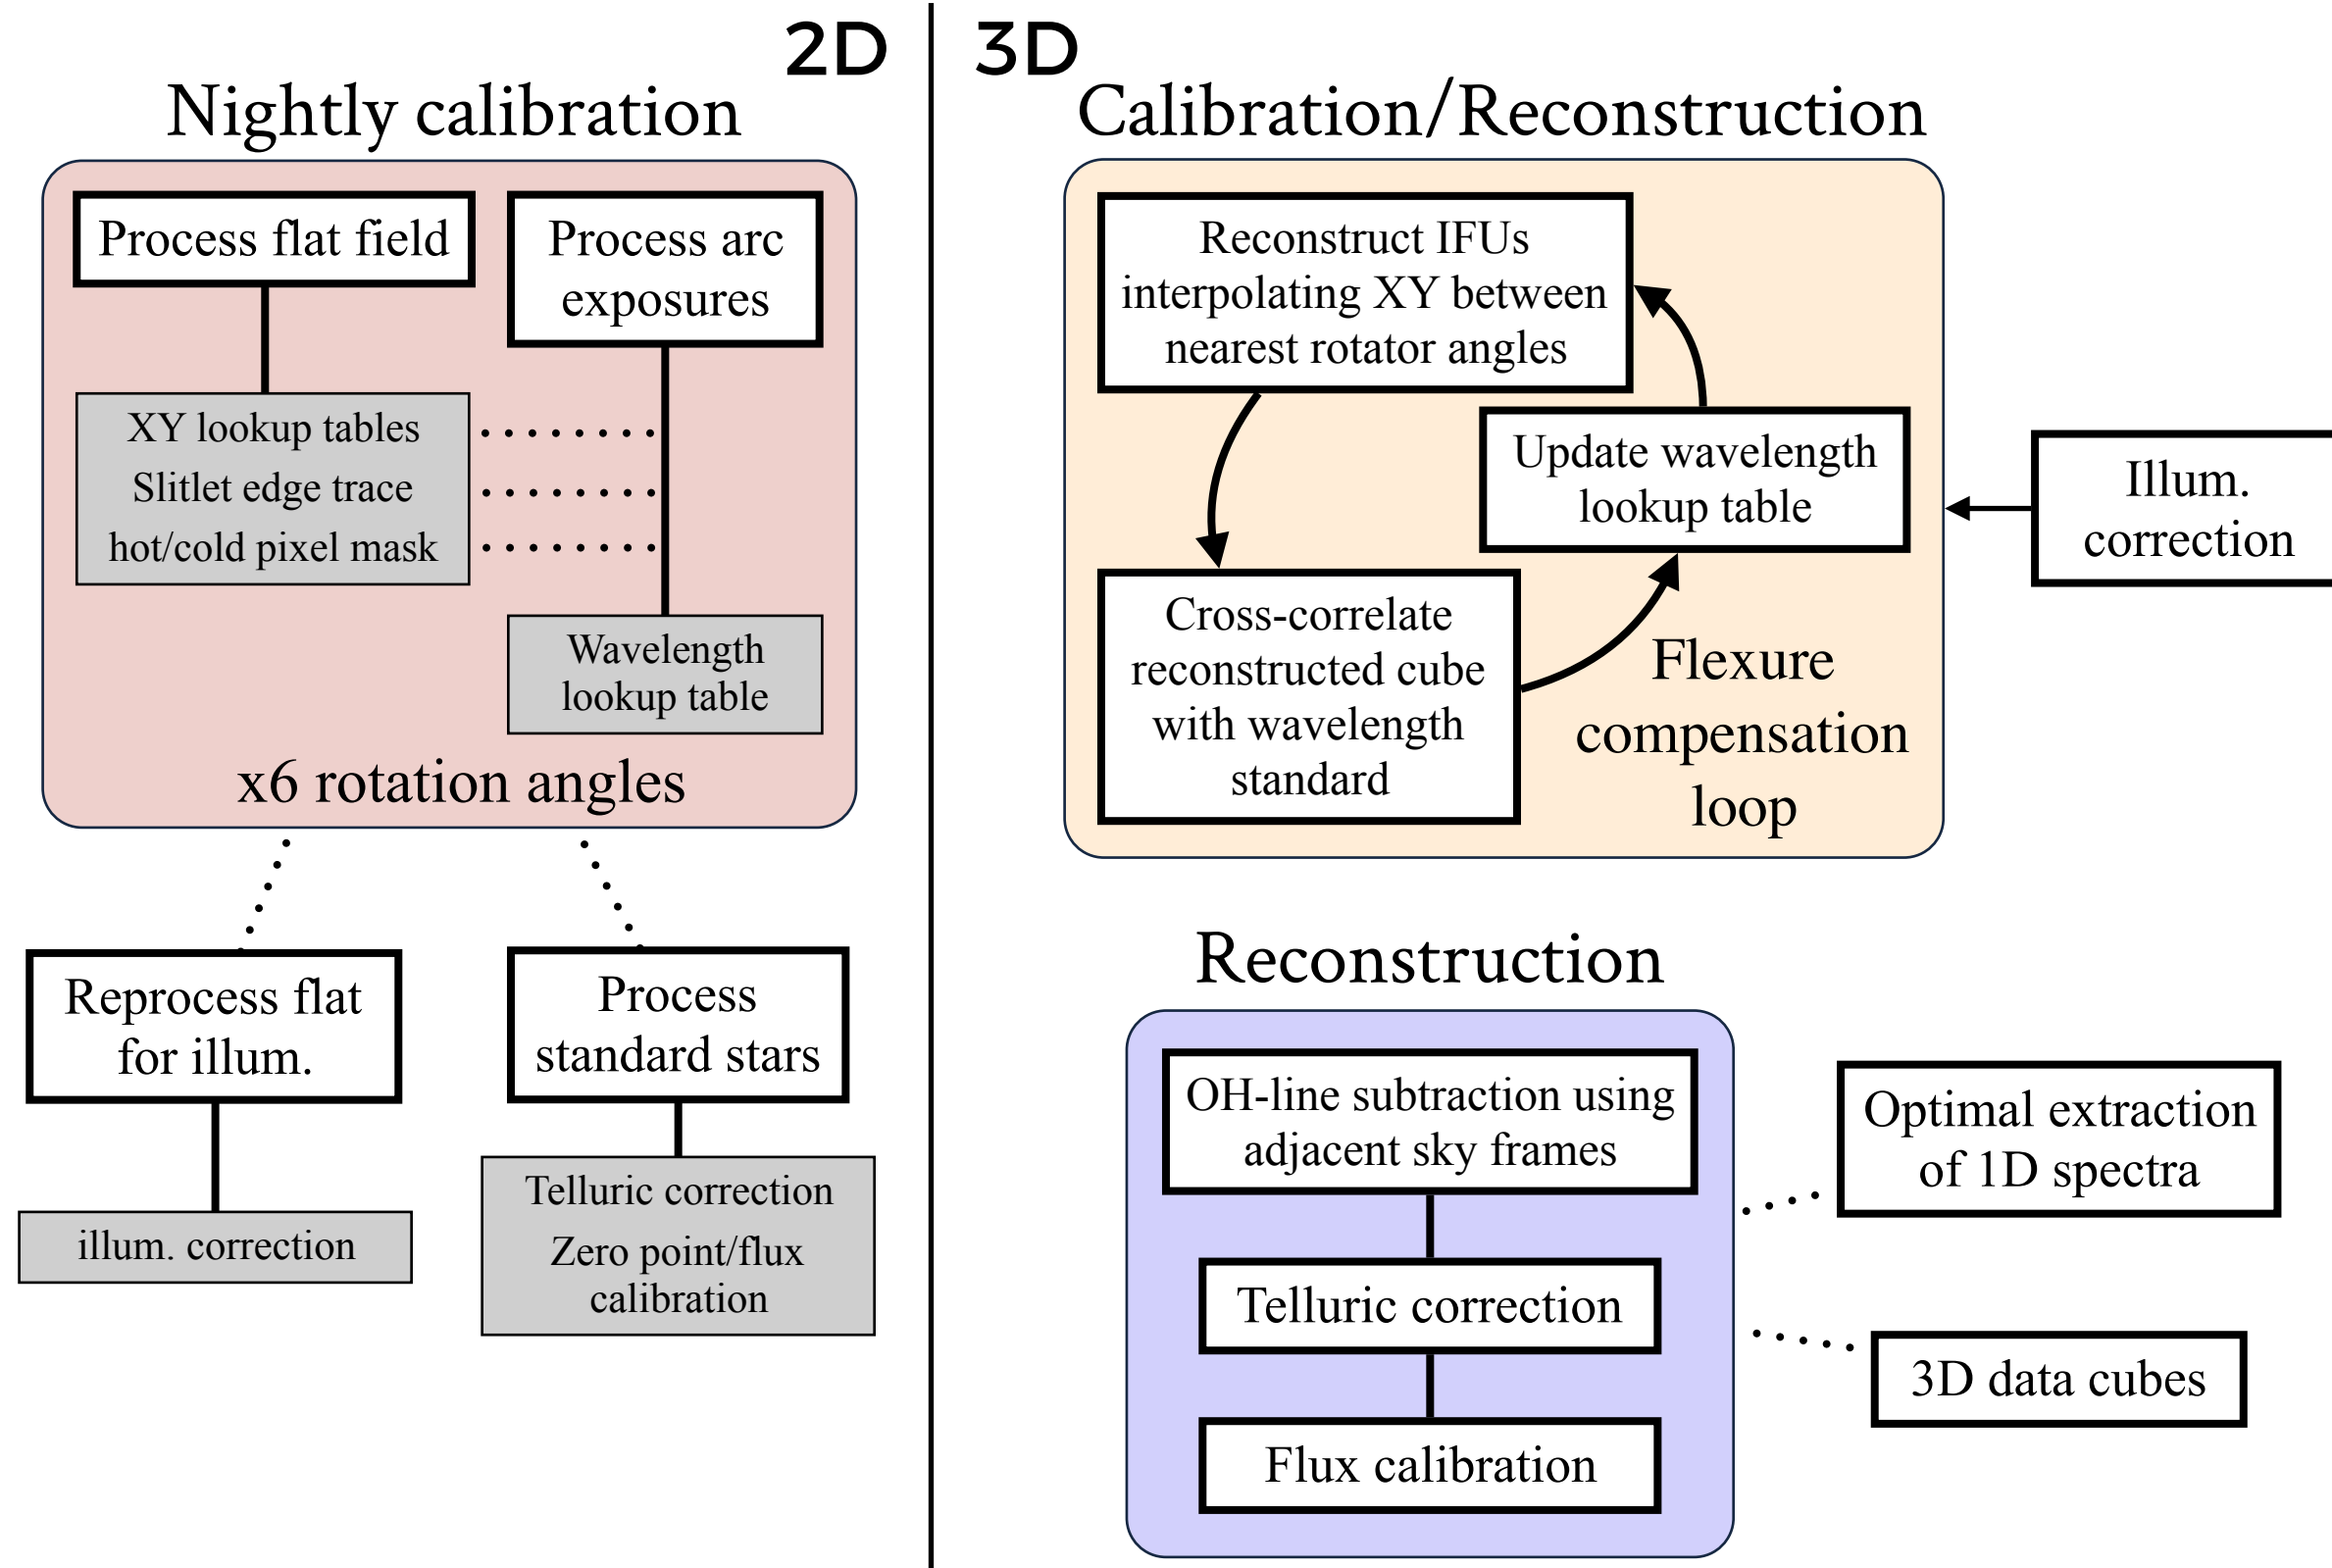 2D
Nightly calibration
Process flat field
Process arc
exposures
XY lookup tables
Slitlet edge trace
hot/cold pixel mask
Wavelength
lookup table
x6 rotation angles
Reprocess flat
for illum.
illum. correction
Process
standard stars
Telluric correction
Zero point/flux
calibration
3D
Calibration/Reconstruction
Reconstruct IFUs
interpolating XY between
nearest rotator angles
Update wavelength
lookup table
Cross-correlate
reconstructed cube
with wavelength
standard
Flexure
compensation
loop
Illum.
correction
Reconstruction
OH-line subtraction using
adjacent sky frames
Telluric correction
Flux calibration
Optimal extraction
of 1D spectra
3D data cubes